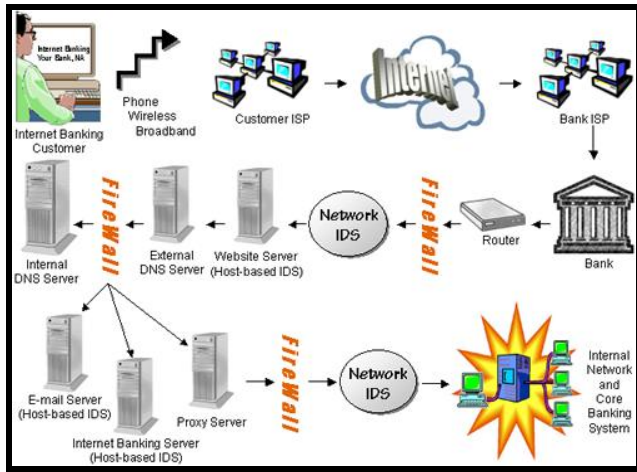 Internet Banking
Your Bank, NA
Internet Banking
Customer
Phone
Wireless
Broadband
Customer ISP
Internet
Bank ISP
Internal
DNS Server
FireWall
External
DNS Server
Website Server
(Host-based IDS)
Network
IDS
FireWall
Router
Bank
E-mail Server
(Host-based IDS)
Internet Banking Server
(Host-based IDS)
Proxy Server
FireWall
Network
IDS
Internal
Network
and
Core
Banking
System